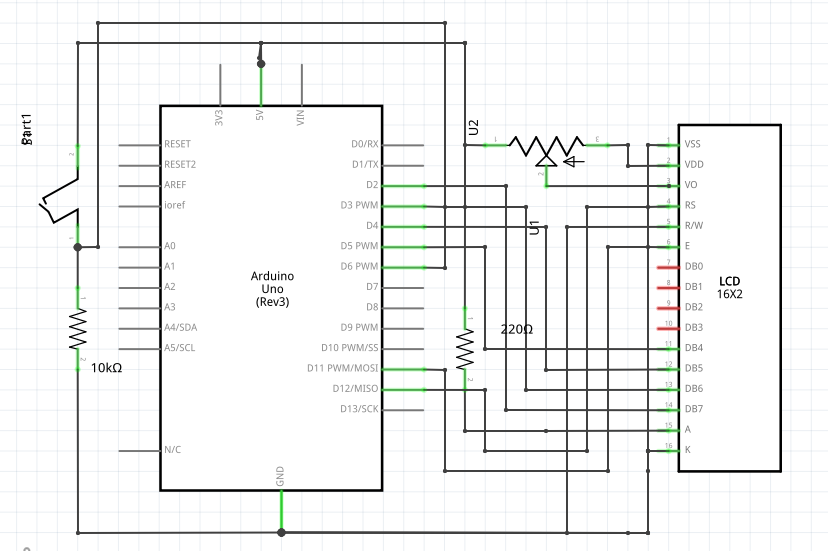 Part1
U2
U1
3V3
5V
VIN
RESET
RESET2
AREF
ioref
A0
A1
A2
A3
A4/SDA
A5/SCL
N/C
D0/RX
D1/TX
D2
D3 PWM
D4
D5 PWM
D6 PWM
D7
D8
D9 PWM
D10 PWM/SS
D11 PWM/MOSI
D12/MISO
D13/SCK
GND
Arduino
Uno
(Rev3)
10kΩ
1
2
1
2
220Ω
1
2
1
2
3
1
2
3
4
5
6
7
8
9
10
11
12
13
14
15
16
VSS
VDD
VO
RS
R/W
E
DB0
DB1
DB2
DB3
DB4
DB5
DB6
DB7
A
K
LCD
16X2